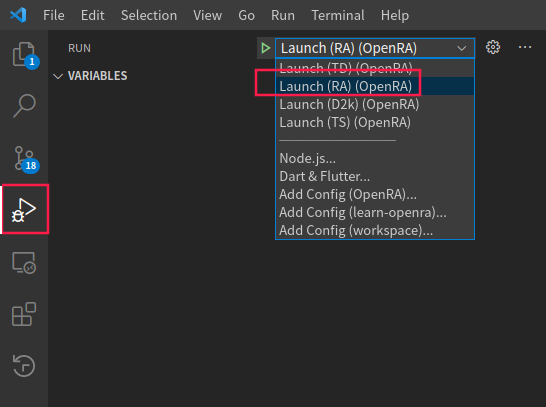 File Edit Selection View Go Run Terminal Help
1
RUN
Launch (RA) (OpenRA)
VARIABLES
Launch (TD) (OpenRA)
Launch (RA) (OpenRA)
Launch (D2k) (OpenRA)
Launch (TS) (OpenRA)
18
Node.js...
Dart & Flutter...
Add Config (OpenRA)...
Add Config (learn-openra)...
Add Config (workspace)...